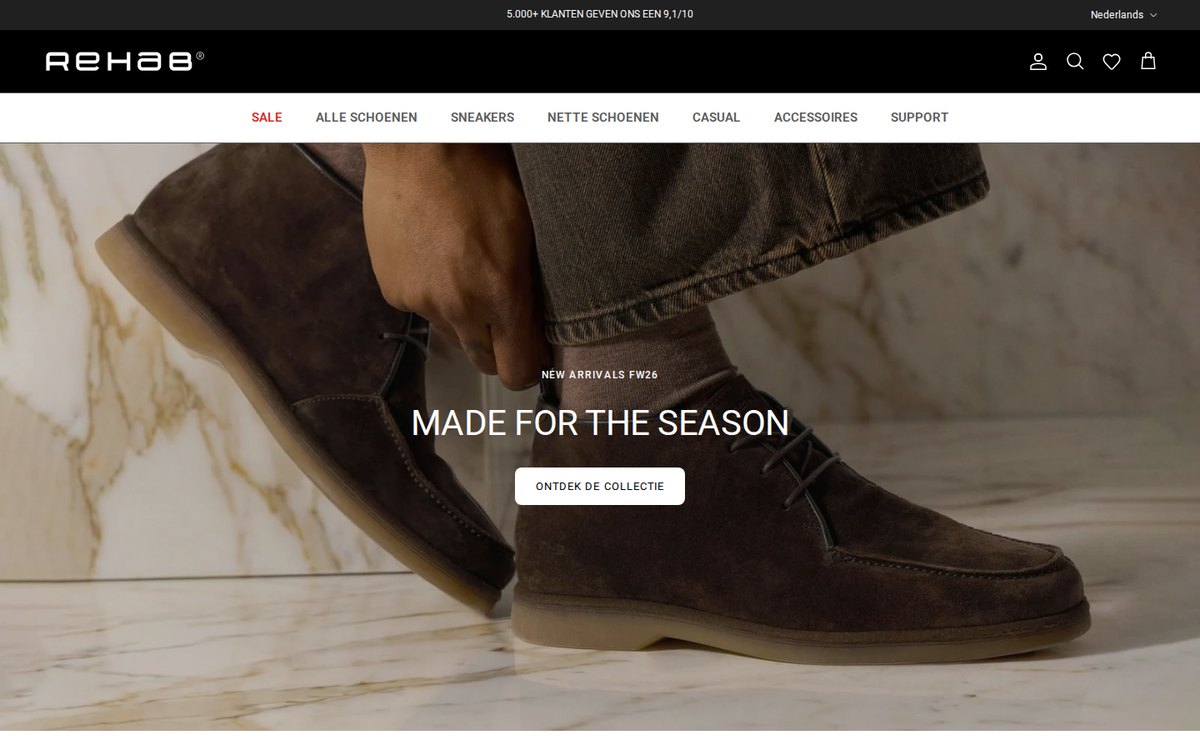 5.000+ KLANTEN GEVEN ONS EEN 9,1/10
Nederlands
REHAB®
SALE
ALLE SCHOENEN
SNEAKERS
NETTE SCHOENEN
CASUAL
ACCESSOIRES
SUPPORT
NEW ARRIVALS FW26
MADE FOR THE SEASON
ONTDEK DE COLLECTIE